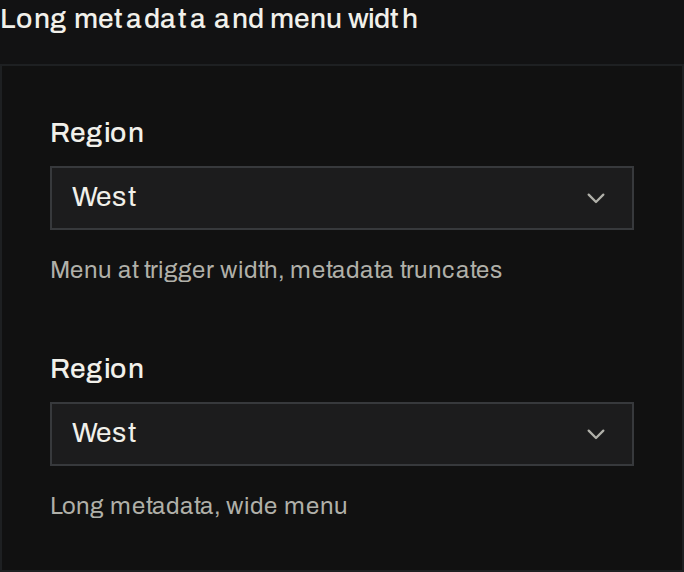 Long metadata and menu width
Region
West
Menu at trigger width, metadata truncates
Region
West
Long metadata, wide menu